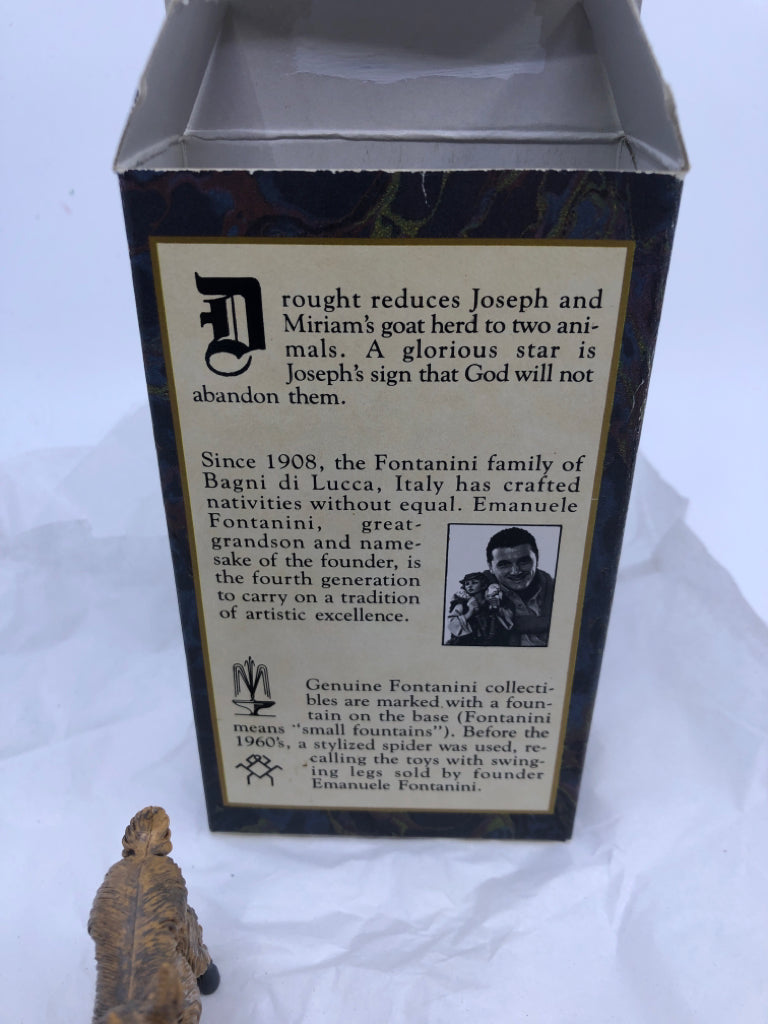 Drought reduces Joseph and
Miriam's goat herd to two ani-
mals. A glorious star is
Joseph's sign that God will not
abandon them.
Since 1908, the Fontanini family of
Bagni di Lucca, Italy has crafted
nativities without equal. Emanuele
Fontanini, great-
grandson and name-
sake of the founder, is
the fourth generation
to carry on a tradition
of artistic excellence.
Genuine Fontanini collecti-
bles are marked with a foun-
tain on the base (Fontanini
means "small fountains"). Before the
1960's, a stylized spider was used, re-
calling the toys with swing-
ing legs sold by founder
Emanuele Fontanini.